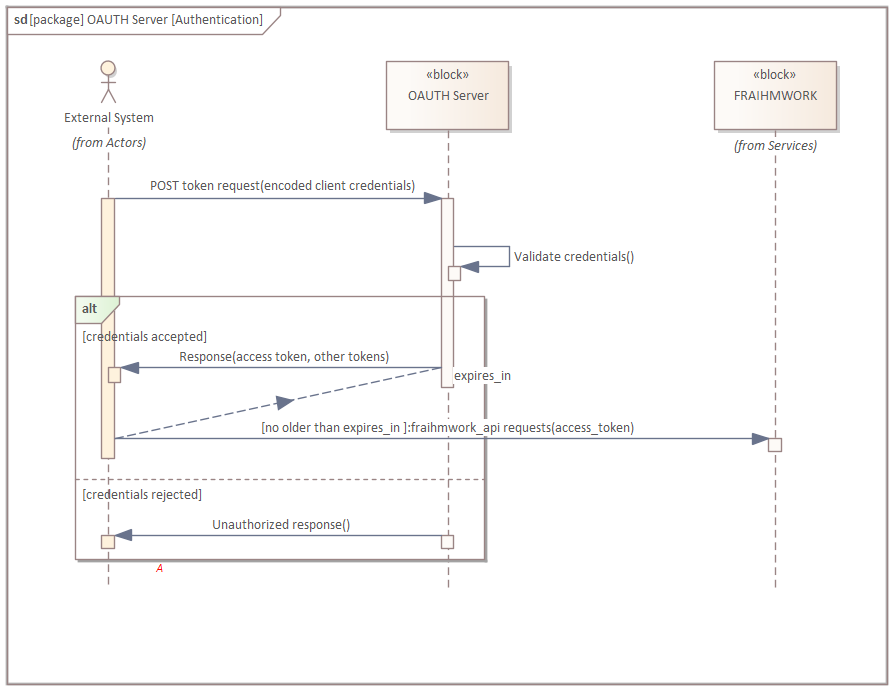 sd [package] OAUTH Server [Authentication]
«block»
OAUTH Server
«block»
FRAIHMWORK
External System
(from Actors)
(from Services)
POST token request(encoded client credentials)
Validate credentials()
alt
[credentials accepted]
Response(access token, other tokens)
expires_in
[no older than expires_in ]:fraihmwork_api requests(access_token)
[credentials rejected]
Unauthorized response()
A